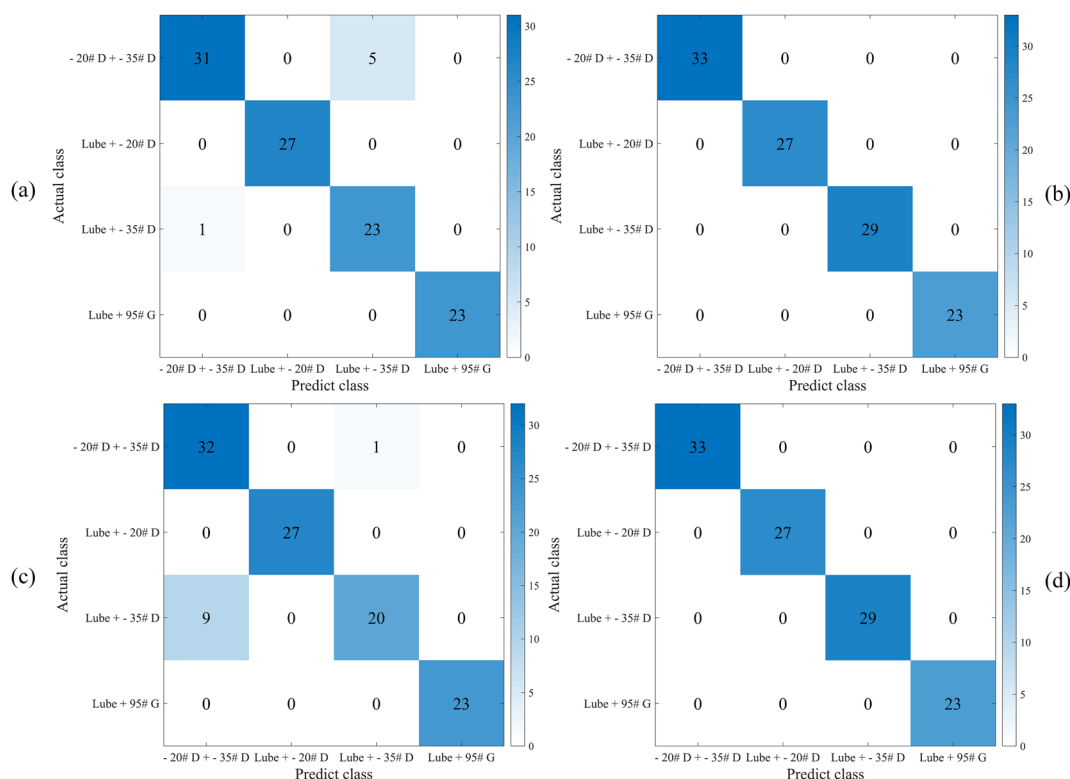 (a)
Actual class
- 20# D + - 35# D
31 0 5 0
Lube + - 20# D
0 27 0 0
Lube + - 35# D
1 0 23 0
Lube + 95# G
0 0 0 23
- 20# D + - 35# D Lube + - 20# D Lube + - 35# D Lube + 95# G
Predict class
30
25
20
15
10
5
0
(b)
Actual class
- 20# D + - 35# D
33 0 0 0
Lube + - 20# D
0 27 0 0
Lube + - 35# D
0 0 29 0
Lube + 95# G
0 0 0 23
- 20# D + - 35# D Lube + - 20# D Lube + - 35# D Lube + 95# G
Predict class
30
25
20
15
10
5
0
(c)
Actual class
- 20# D + - 35# D
32 0 1 0
Lube + - 20# D
0 27 0 0
Lube + - 35# D
9 0 20 0
Lube + 95# G
0 0 0 23
- 20# D + - 35# D Lube + - 20# D Lube + - 35# D Lube + 95# G
Predict class
30
25
20
15
10
5
0
(d)
Actual class
- 20# D + - 35# D
33 0 0 0
Lube + - 20# D
0 27 0 0
Lube + - 35# D
0 0 29 0
Lube + 95# G
0 0 0 23
- 20# D + - 35# D Lube + - 20# D Lube + - 35# D Lube + 95# G
Predict class
30
25
20
15
10
5
0